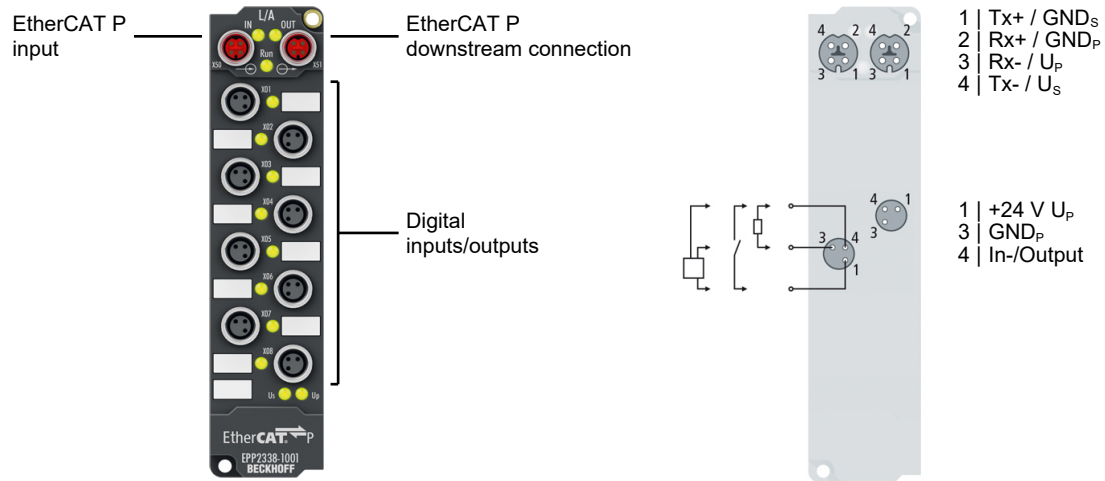 EtherCAT P
input
L/A
IN
OUT
X50
Run
X51
EtherCAT P
downstream connection
X01
X02
X03
X04
X05
X06
X07
X08
Us
Up
Digital
inputs/outputs
EtherCAT. P
EPP2338-1001
BECKHOFF
4 2 4 2
3 1 3 1
1 | Tx+ / GNDS
2 | Rx+ / GNDP
3 | Rx- / UP
4 | Tx- / US
4 1
3
3 4
1
1 | +24 V UP
3 | GNDP
4 | In-/Output